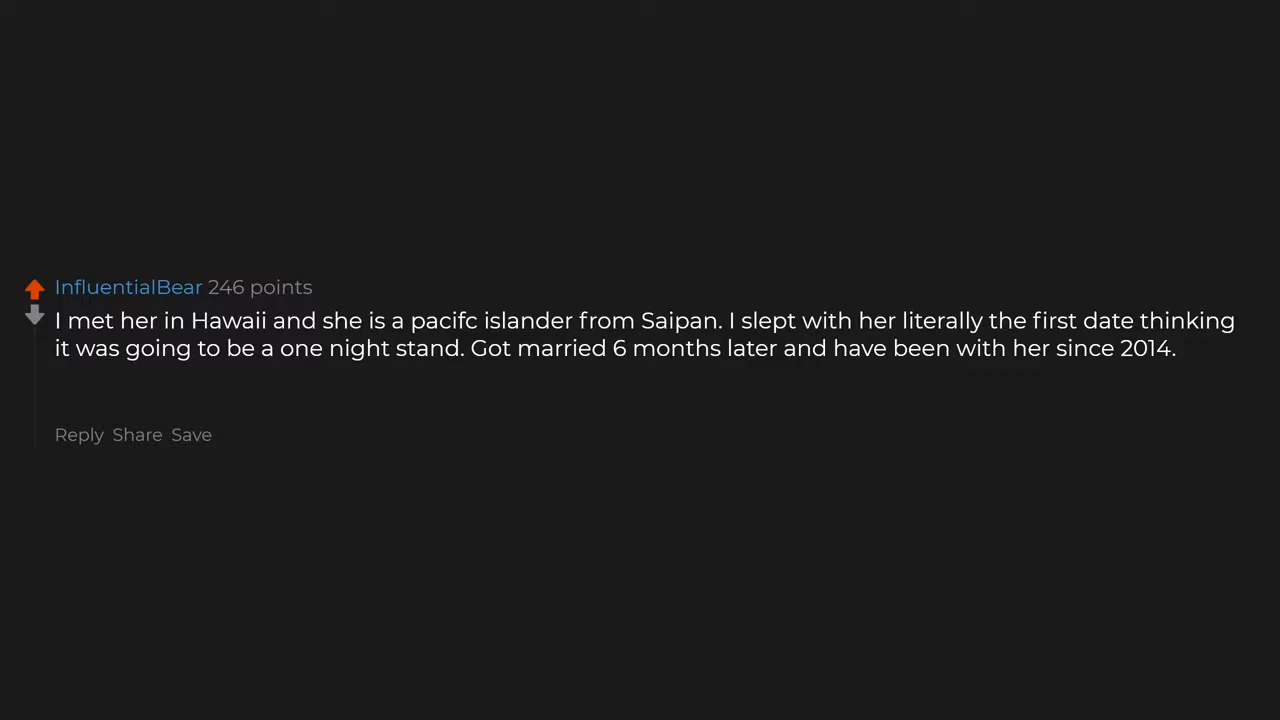 InfluentialBear 246 points
I met her in Hawaii and she is a pacifc islander from Saipan. I slept with her literally the first date thinking
it was going to be a one night stand. Got married 6 months later and have been with her since 2014.
Reply Share Save